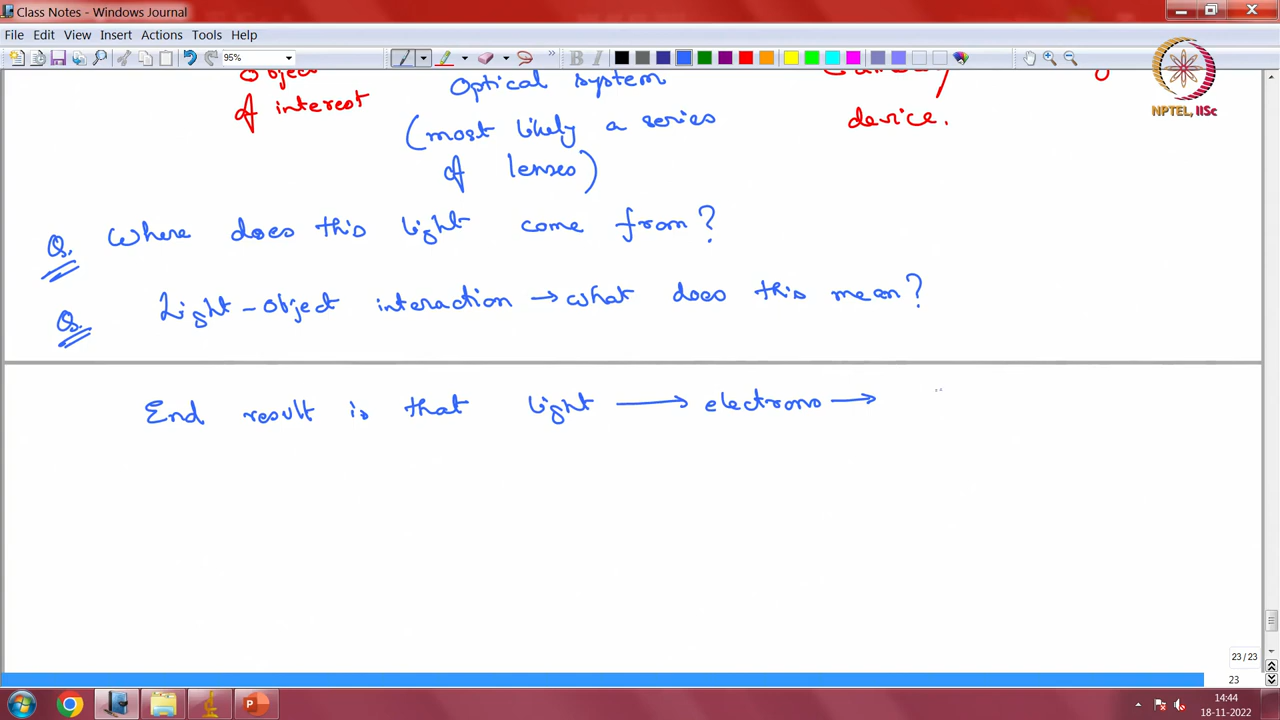 Class Notes - Windows Journal
File Edit View Insert Actions Tools Help
95%
NPTEL, IISc
Object
of interest
Optical system
(most likely a series
of lenses)
device.
Q. Where does this light come from?
Q. Light-object interaction → what does this mean?
End result is that light → electrons →
23/23
23
14:44
18-11-2022